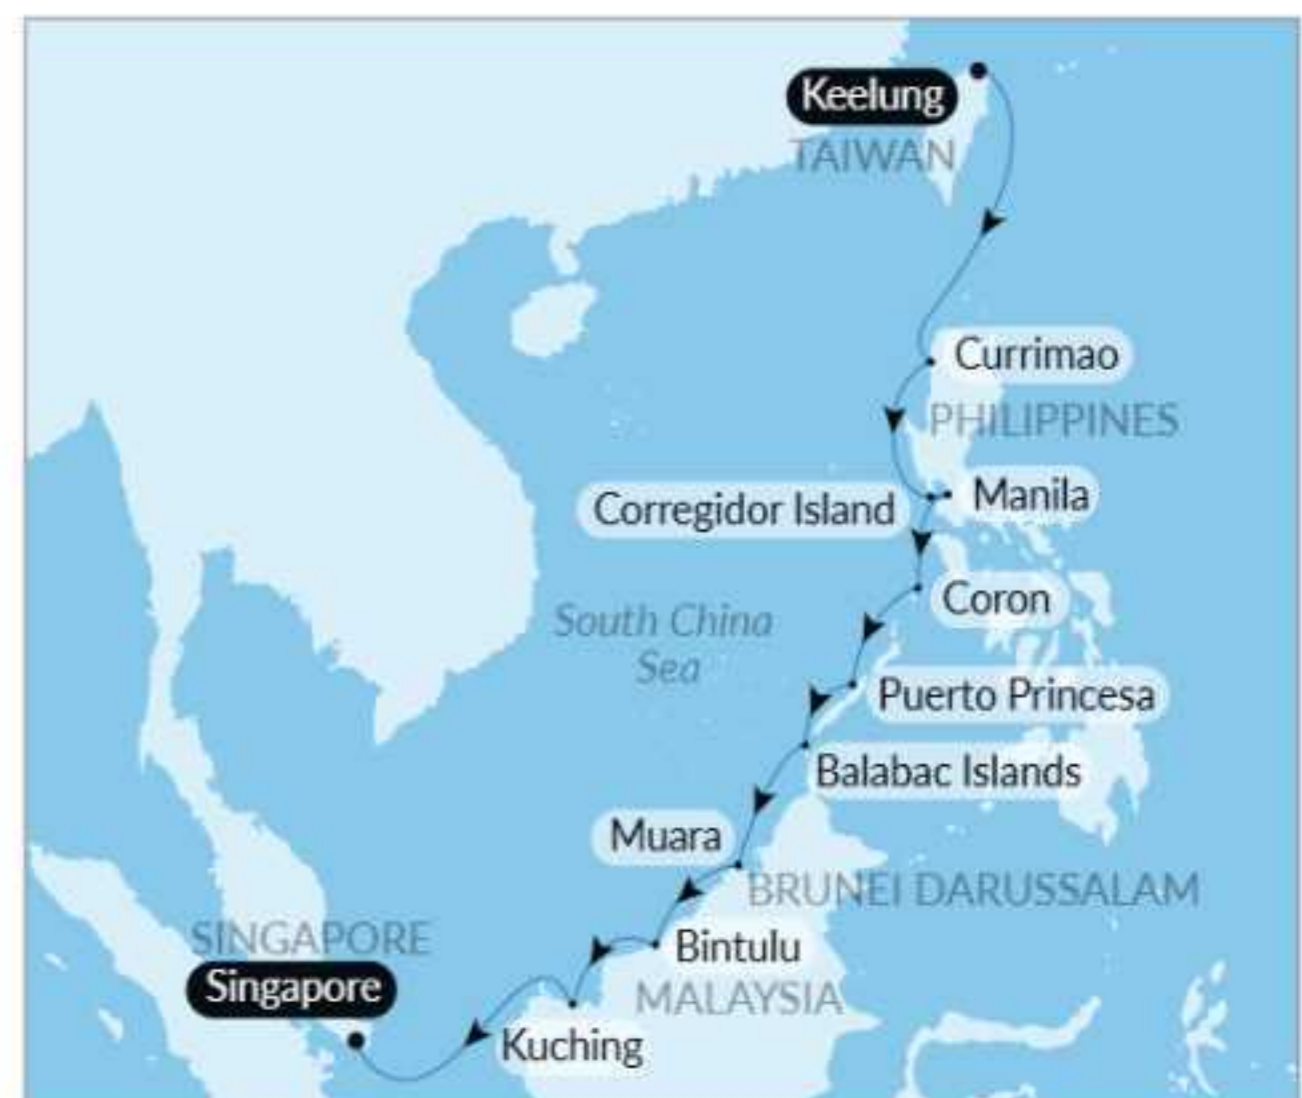 Keelung
TAIWAN
Currimao
PHILIPPINES
Manila
Corregidor Island
Coron
South China
Sea
Puerto Princesa
Balabac Islands
Muara
BRUNEI DARUSSALAM
SINGAPORE
Bintulu
Singapore
MALAYSIA
Kuching